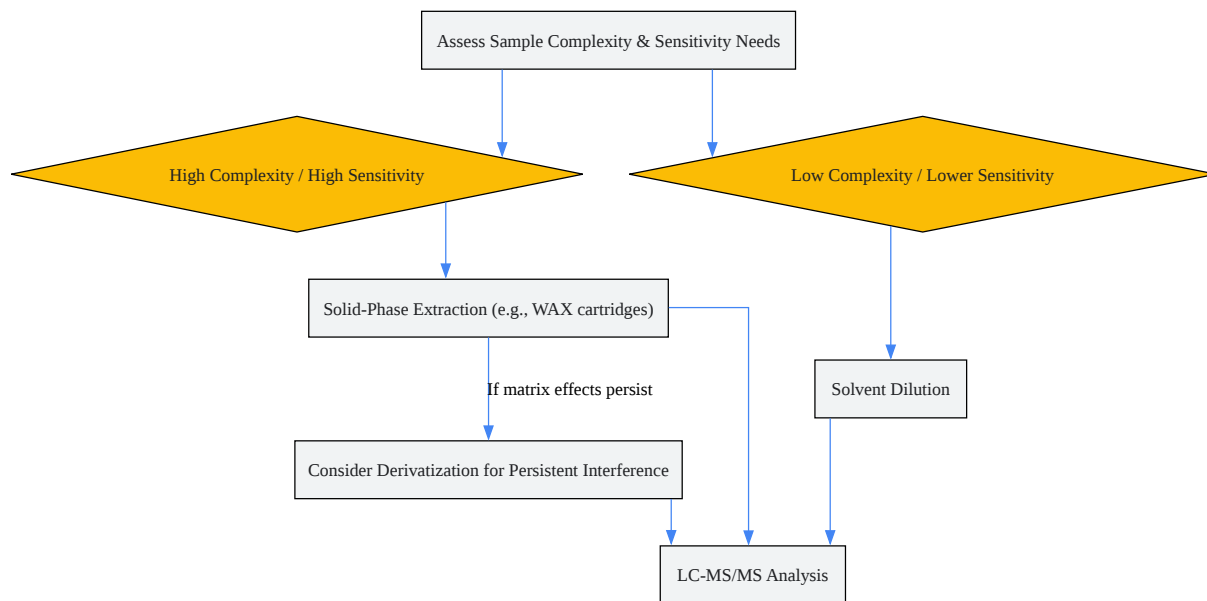 Assess Sample Complexity & Sensitivity Needs
High Complexity / High Sensitivity
Low Complexity / Lower Sensitivity
Solid-Phase Extraction (e.g., WAX cartridges)
If matrix effects persist
Solvent Dilution
Consider Derivatization for Persistent Interference
LC-MS/MS Analysis